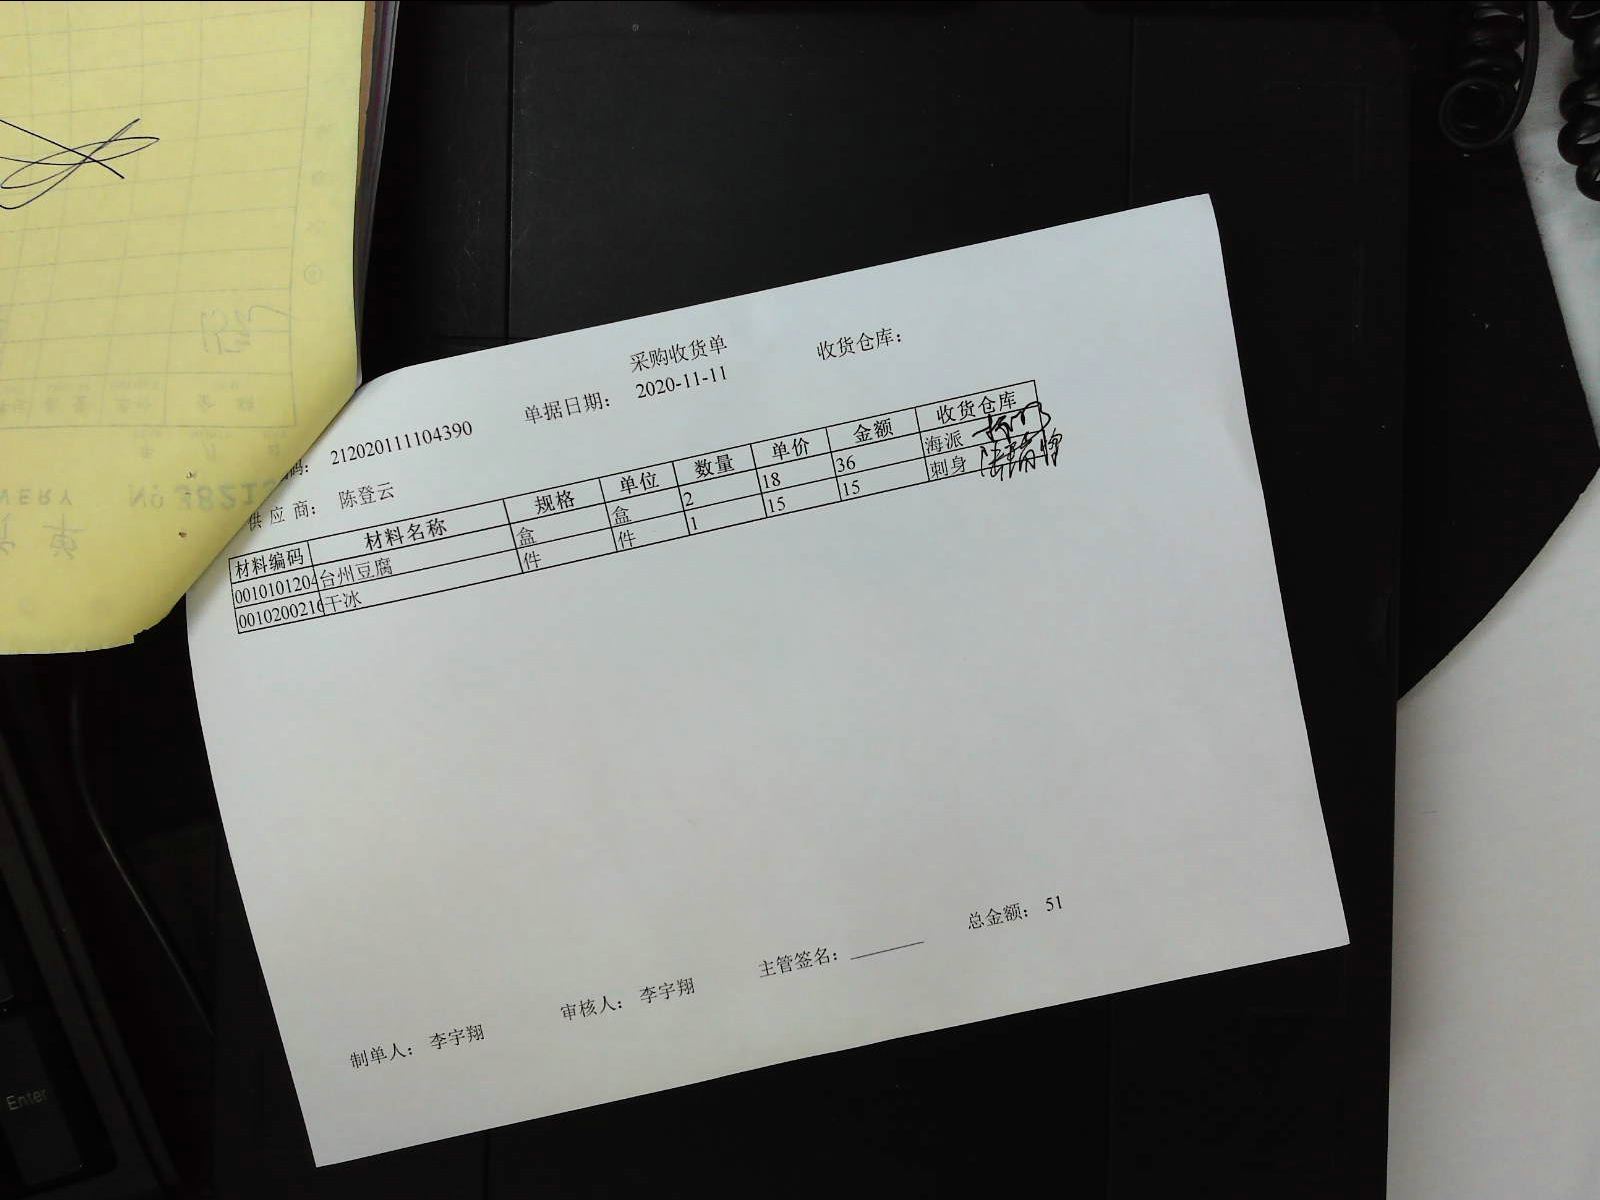 采购收货单
单据日期： 2020-11-11 收货仓库：
码： 212020111104390
供 应 商： 陈登云
材料编码 材料名称 规格 单位 数量 单价 金额 收货仓库
0010101204 台州豆腐 盒 盒 2 18 36 海派
001020021 干冰 件 件 1 15 15 刺身
总金额： 51
制单人： 李宇翔 审核人： 李宇翔 主管签名：
Enter